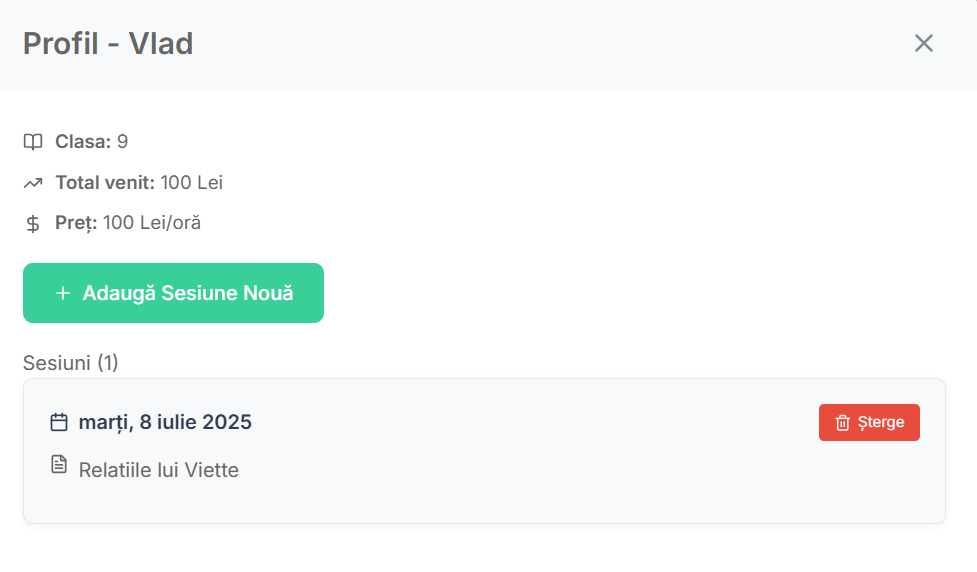 Profil - Vlad
Clasa: 9
Total venit: 100 Lei
Preț: 100 Lei/oră
+ Adaugă Sesiune Nouă
Sesiuni (1)
marți, 8 iulie 2025
Șterge
Relatiile lui Viette